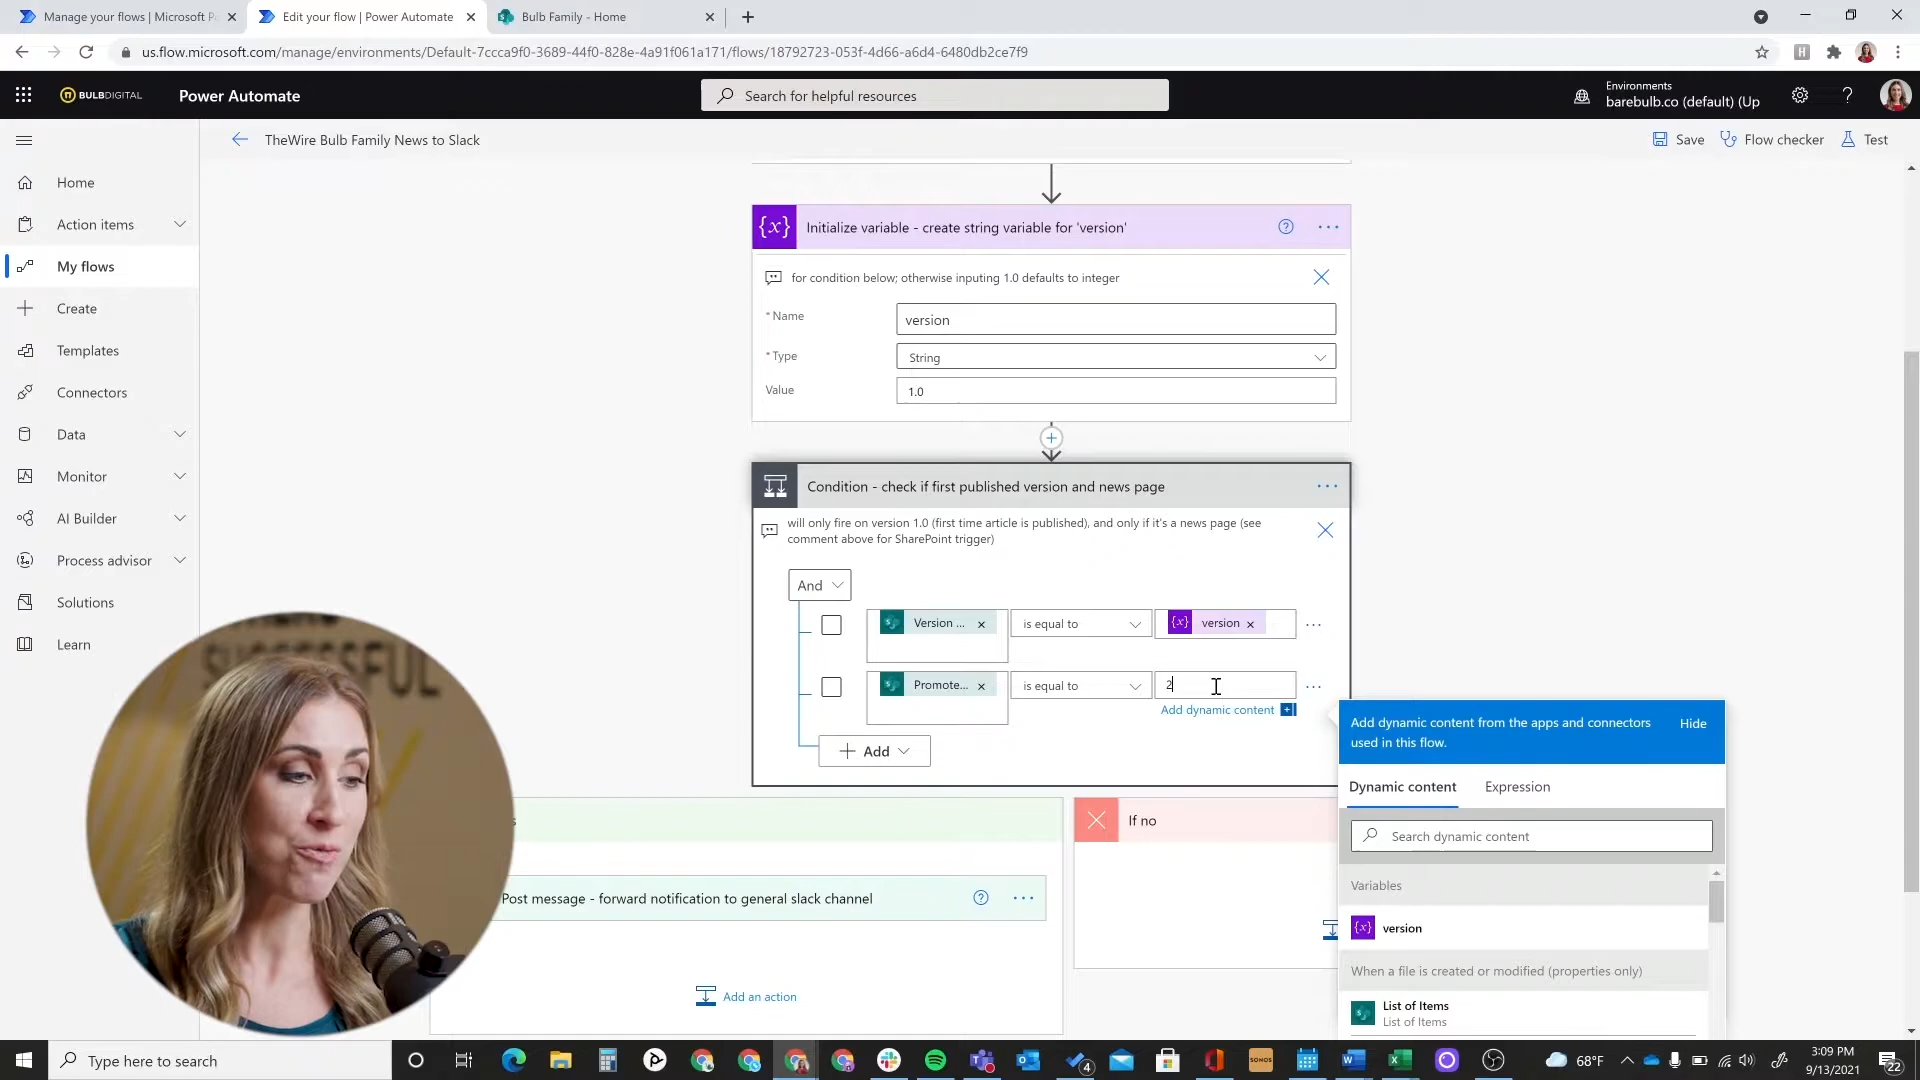 Manage your flows | Microsoft P
Edit your flow | Power Automate
Bulb Family - Home
us.flow.microsoft.com/manage/environments/Default-7ccca9f0-3689-44f0-828e-4a91f061a171/flows/18792723-053f-4d66-a6d4-6480db2ce7f9
BULBDIGITAL
Power Automate
Search for helpful resources
Environments
barebulb.co (default) (Up
TheWire Bulb Family News to Slack
Save
Flow checker
Test
Home
Action items
My flows
Create
Templates
Connectors
Data
Monitor
AI Builder
Process advisor
Solutions
Learn
{x} Initialize variable - create string variable for 'version'
for condition below; otherwise inputing 1.0 defaults to integer
* Name
version
* Type
String
Value
1.0
Condition - check if first published version and news page
will only fire on version 1.0 (first time article is published), and only if it's a news page (see
comment above for SharePoint trigger)
And
Version ... is equal to {x} version
Promote... is equal to 2
Add dynamic content
Add
Add dynamic content from the apps and connectors
used in this flow.
Hide
Dynamic content
Expression
Search dynamic content
Variables
{x} version
When a file is created or modified (properties only)
List of Items
List of Items
s
If no
Post message - forward notification to general slack channel
Add an action
SUCCESSFUL
Type here to search
SONOS
4
68°F
3:09 PM
9/13/2021
22